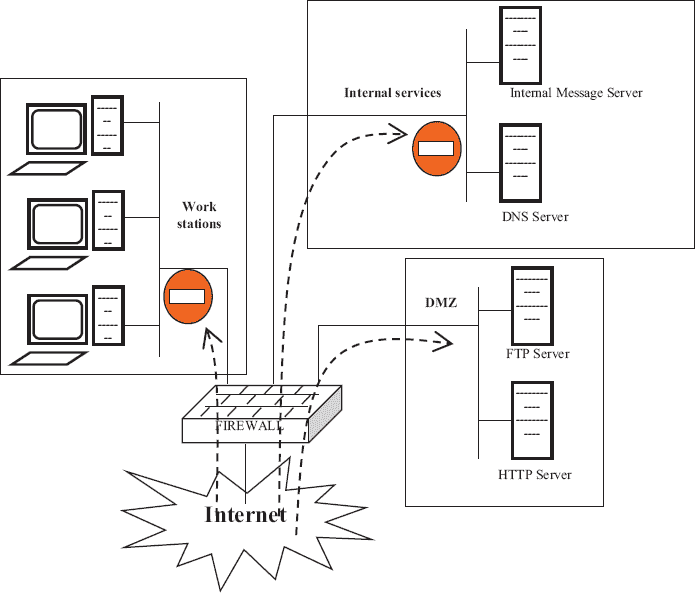 Internal services
Internal Message Server
DNS Server
Work
stations
DMZ
FTP Server
HTTP Server
FIREWALL
Internet